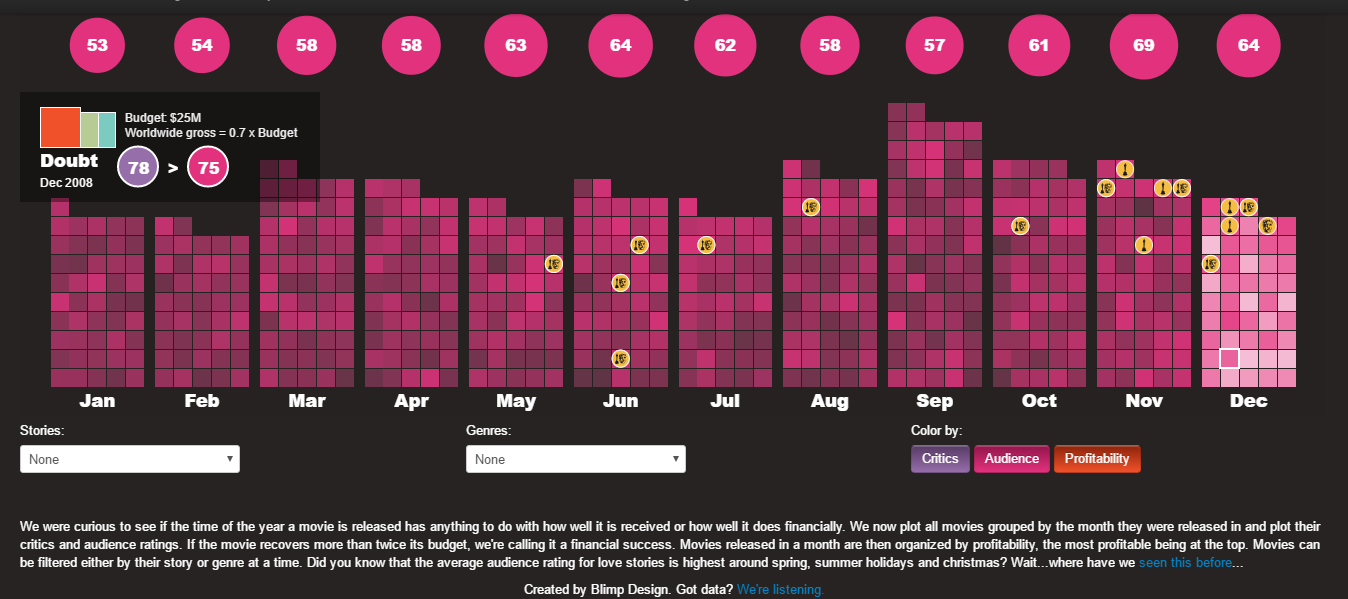 53 54 58 58 63 64 62 58 57 61 69 64
Budget: $25M
Worldwide gross = 0.7 x Budget
Doubt 78 > 75
Dec 2008
Jan Feb Mar Apr May Jun Jul Aug Sep Oct Nov Dec
Stories: Genres: Color by:
None None Critics Audience Profitability
We were curious to see if the time of the year a movie is released has anything to do with how well it is received or how well it does financially. We now plot all movies grouped by the month they were released in and plot their
critics and audience ratings. If the movie recovers more than twice its budget, we're calling it a financial success. Movies released in a month are then organized by profitability, the most profitable being at the top. Movies can
be filtered either by their story or genre at a time. Did you know that the average audience rating for love stories is highest around spring, summer holidays and christmas? Wait...where have we seen this before...
Created by Blimp Design. Got data? We're listening.